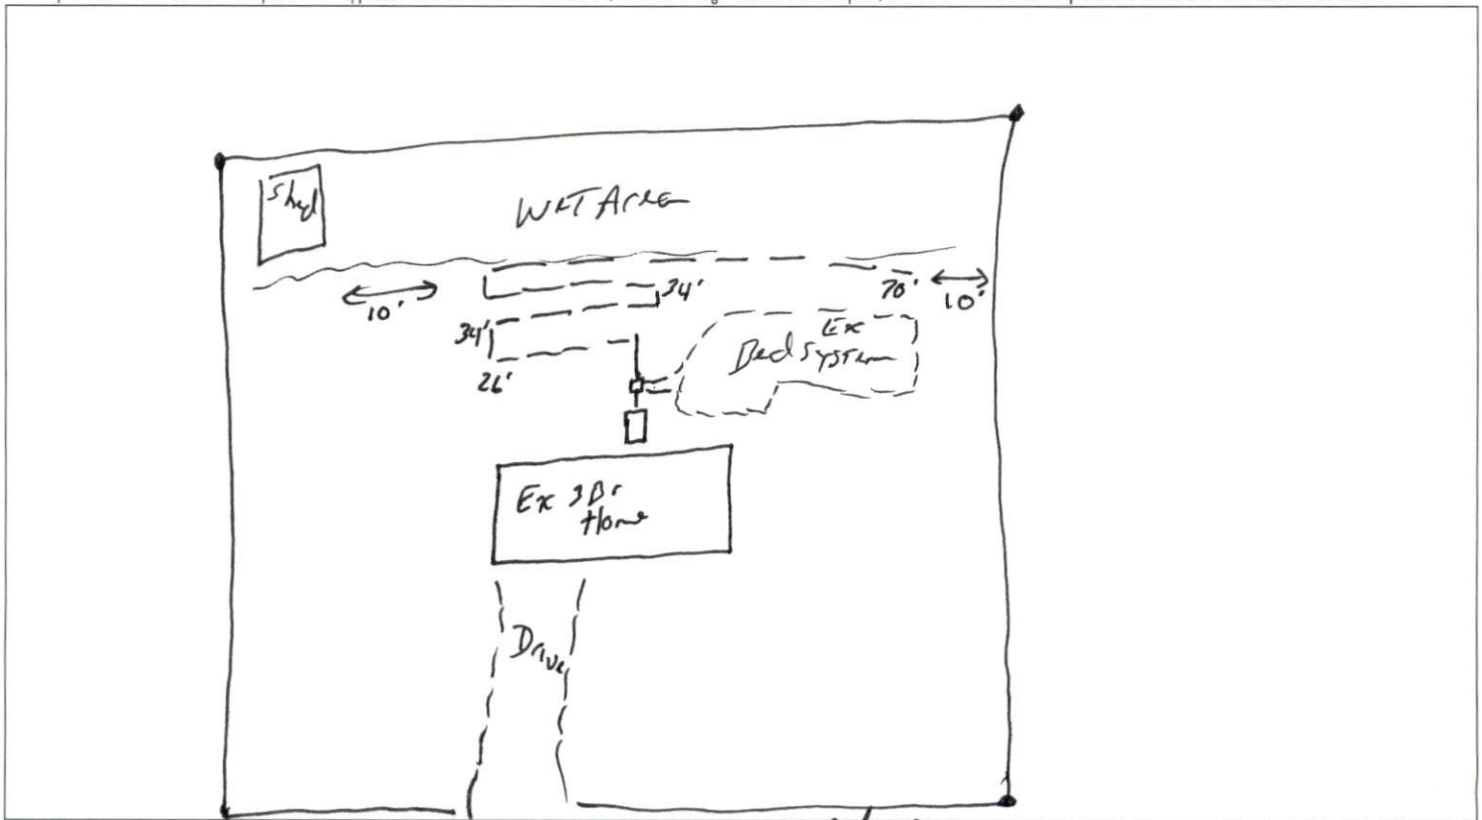 Shed
Wet Area
10'
34'
70'
10'
34'
26'
Ex
Bed System
Ex 3Br
Home
Drive